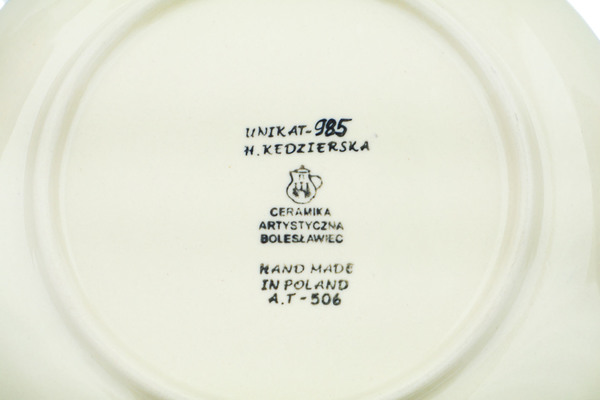 UNIKAT-985
H. KEDZIERSKA
CERAMIKA
ARTYSTYCZNA
BOLESŁAWIEC
HAND MADE
IN POLAND
A.T-506